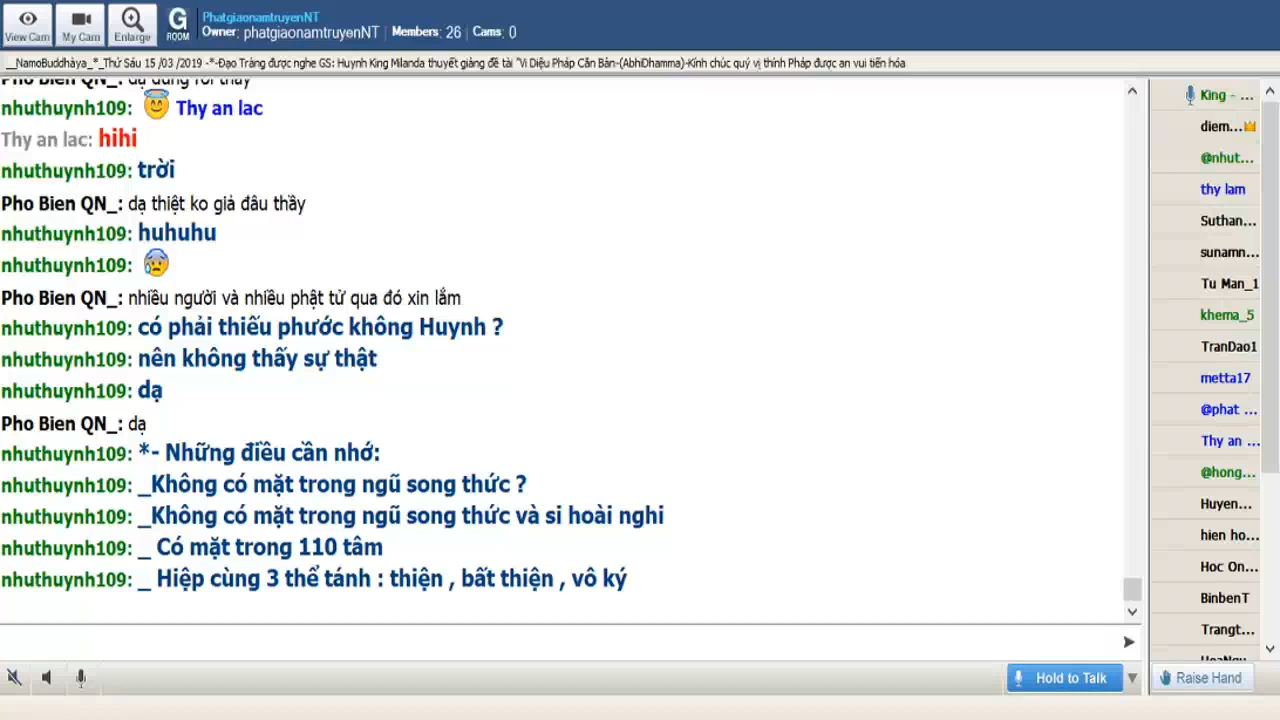 PhatgiaonamtruyenNT
View Cam
My Cam
Enlarge
G
ROOM
Owner: phatgiaonamtruyenNT Members: 26 Cams: 0
__NamoBuddhàya_*_Thứ Sáu 15 /03 /2019 -*-Đạo Tràng được nghe GS: Huynh King Milanda thuyết giảng đề tài "Vi Diệu Pháp Căn Bản-(AbhiDhamma)-Kính chúc quý vị thính Pháp được an vui tiến hóa
Pho Bien QN_: dạ đúng rồi thầy
nhuthuynh109: Thy an lac
Thy an lac: hihi
nhuthuynh109: trời
Pho Bien QN_: dạ thiệt ko giả đâu thầy
nhuthuynh109: huhuhu
nhuthuynh109:
Pho Bien QN_: nhiều người và nhiều phật tử qua đó xin lắm
nhuthuynh109: có phải thiếu phước không Huynh ?
nhuthuynh109: nên không thấy sự thật
nhuthuynh109: dạ
Pho Bien QN_: dạ
nhuthuynh109: *- Những điều cần nhớ:
nhuthuynh109: _Không có mặt trong ngũ song thức ?
nhuthuynh109: _Không có mặt trong ngũ song thức và si hoài nghi
nhuthuynh109: _ Có mặt trong 110 tâm
nhuthuynh109: _ Hiệp cùng 3 thể tánh : thiện , bất thiện , vô ký
King - ...
diem...
@nhut...
thy lam
Suthan...
sunamn...
Tu Man_1
khema_5
TranDao1
metta17
@phat ...
Thy an ...
@hong...
Huyen...
hien ho...
Hoc On...
BinbenT
Trangt...
Hold to Talk
Raise Hand